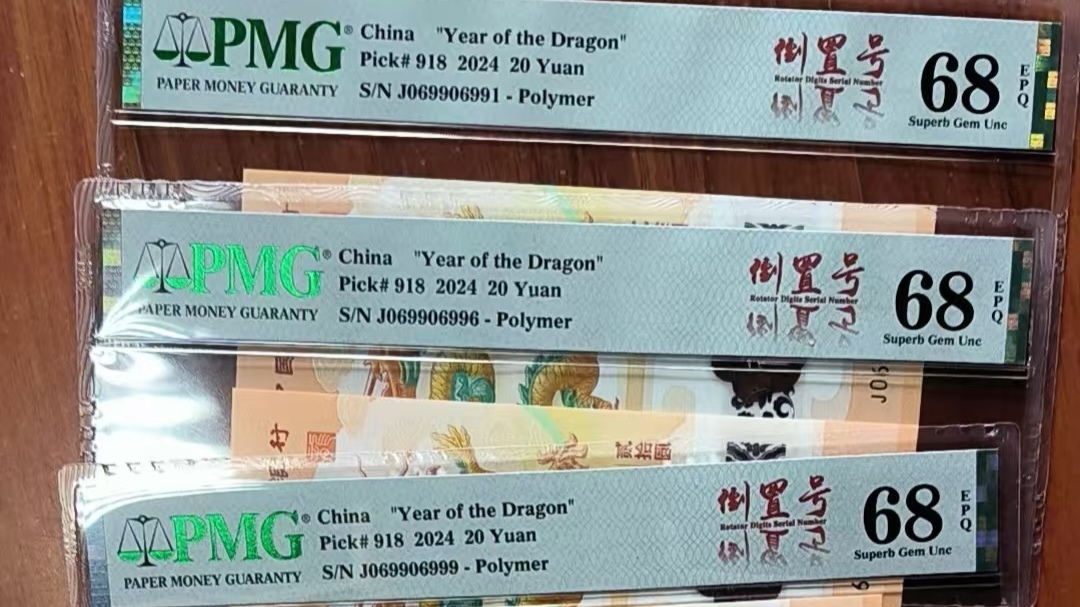 PMG® China "Year of the Dragon"
Pick# 918 2024 20 Yuan
PAPER MONEY GUARANTY S/N J069906991 - Polymer
倒置号
Rotator Digits Serial Number
68 EPQ
Superb Gem Unc
PMG® China "Year of the Dragon"
Pick# 918 2024 20 Yuan
PAPER MONEY GUARANTY S/N J069906996 - Polymer
倒置号
Rotator Digits Serial Number
68 EPQ
Superb Gem Unc
J06
贰拾圆
PMG® China "Year of the Dragon"
Pick# 918 2024 20 Yuan
PAPER MONEY GUARANTY S/N J069906999 - Polymer
倒置号
Rotator Digits Serial Number
68 EPQ
Superb Gem Unc